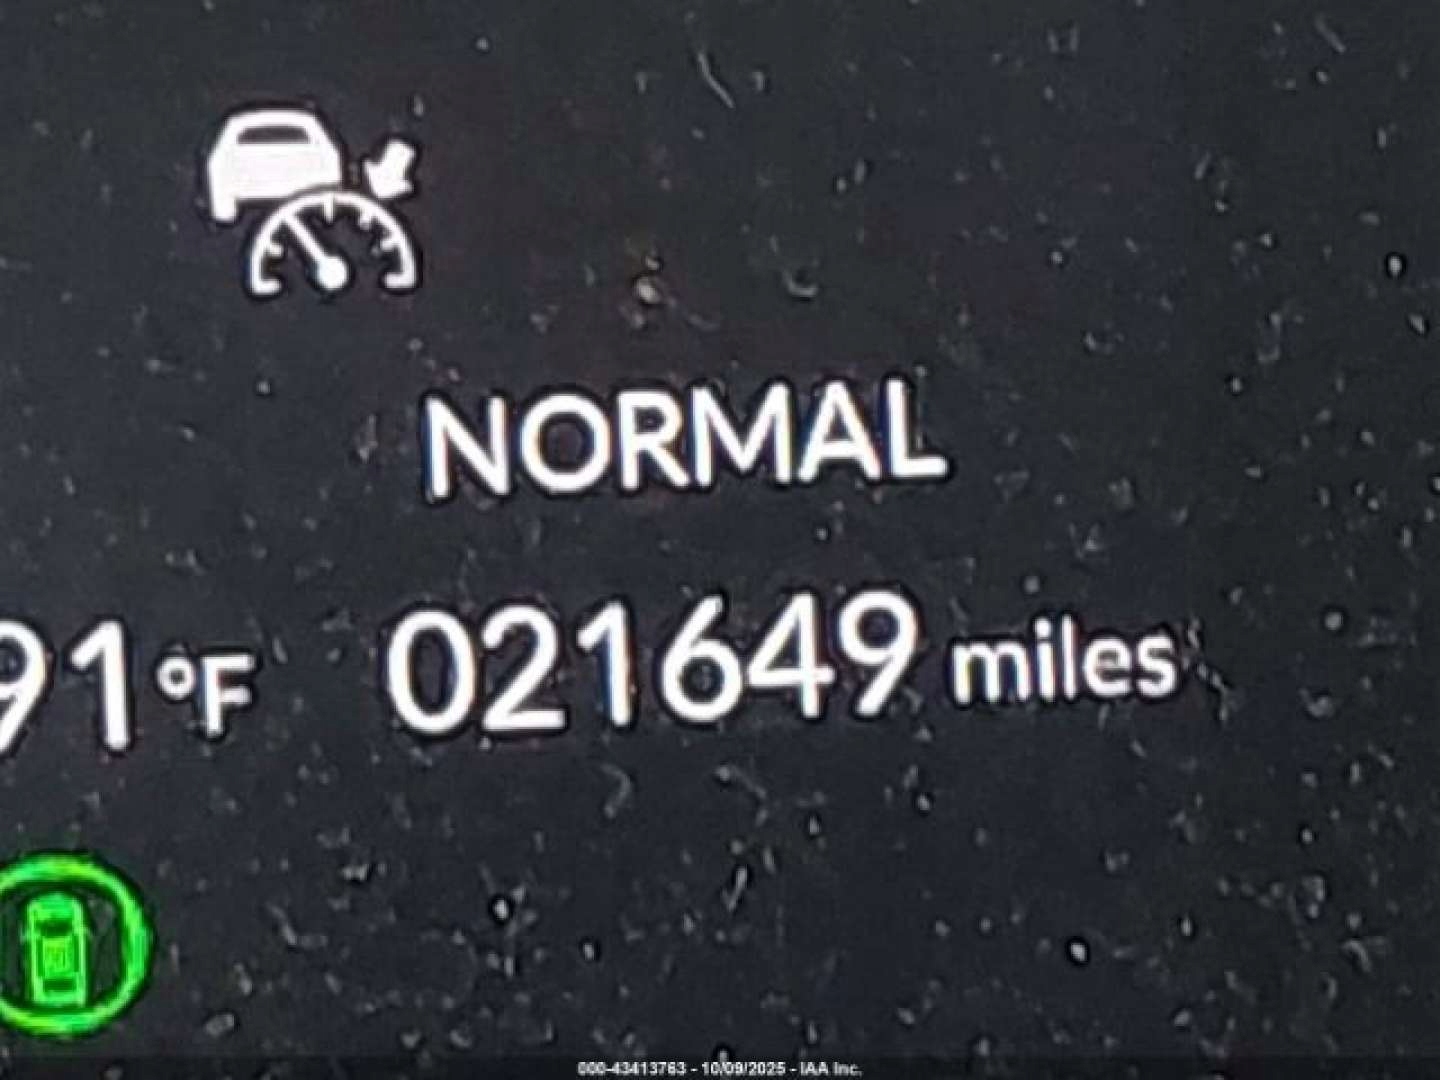 NORMAL
91°F 021649 miles
000-43413763 - 10/09/2025 - IAA Inc.